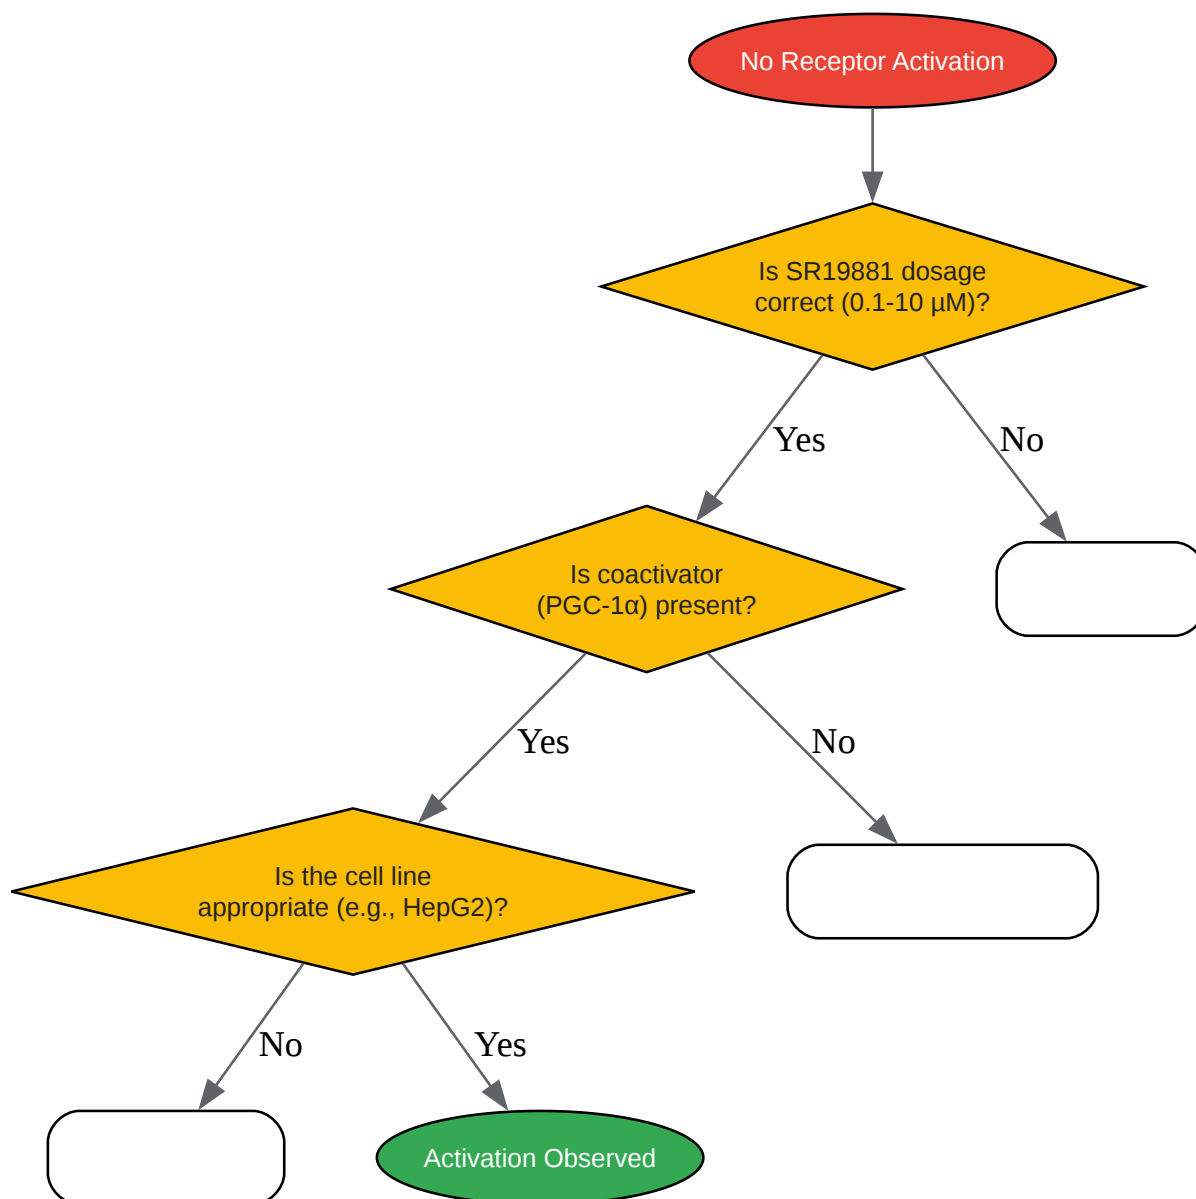 No Receptor Activation
Is SR19881 dosage
correct (0.1-10 µM)?
Yes
No
Is coactivator
(PGC-1α) present?
Yes
No
Is the cell line
appropriate (e.g., HepG2)?
No
Yes
Activation Observed